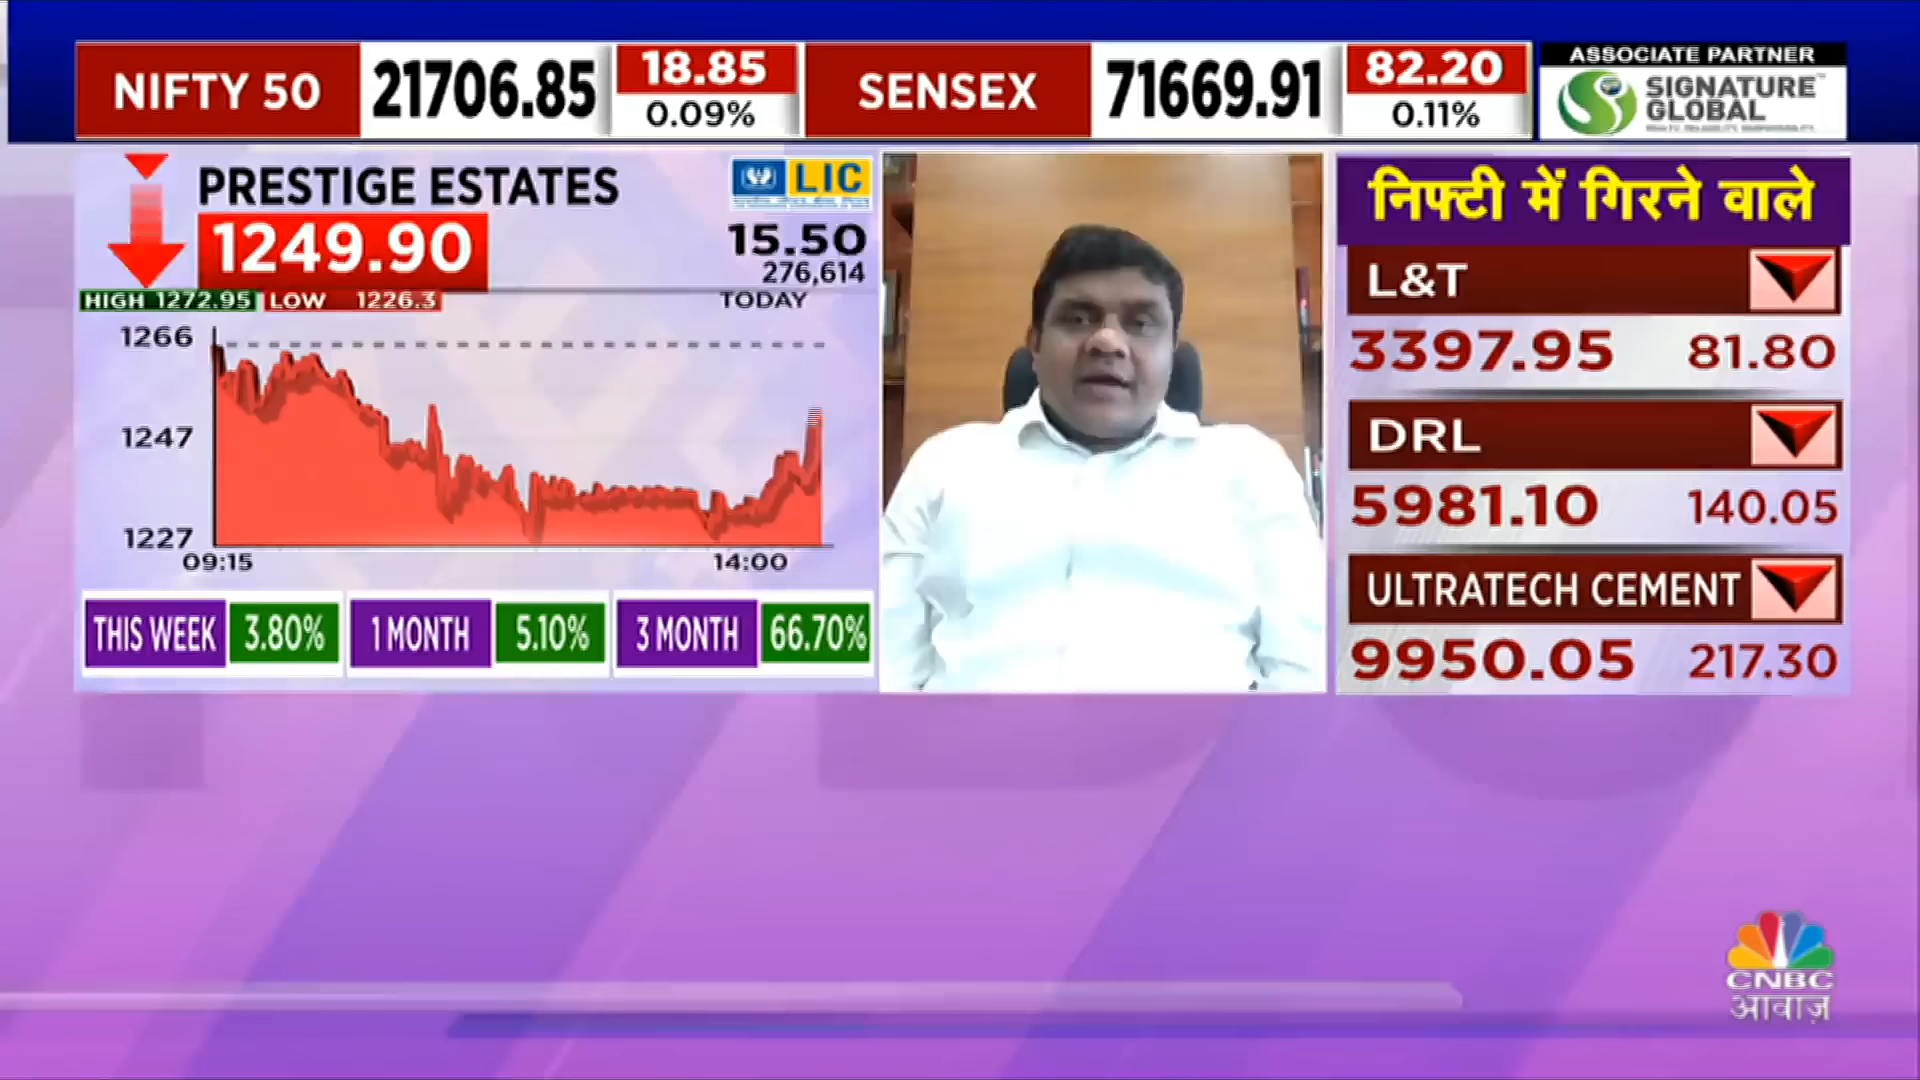 NIFTY 50
21706.85
18.85
0.09%
SENSEX
71669.91
82.20
0.11%
ASSOCIATE PARTNER
SIGNATURE
GLOBAL
PRESTIGE ESTATES
LIC
1249.90
15.50
276,614
HIGH 1272.95
LOW 1226.3
TODAY
1266
1247
1227
09:15
14:00
THIS WEEK
3.80%
1 MONTH
5.10%
3 MONTH
66.70%
निफ्टी में गिरने वाले
L&T
3397.95
81.80
DRL
5981.10
140.05
ULTRATECH CEMENT
9950.05
217.30
CNBC
आवाज़